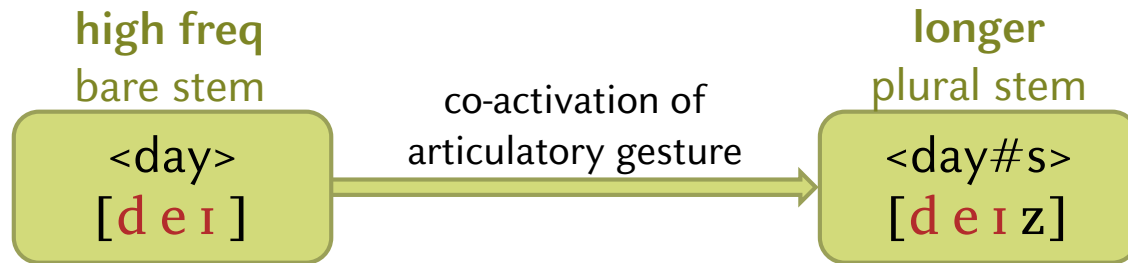 high freq
bare stem
<day>
[d e ɪ ]
co-activation of
articulatory gesture
longer
plural stem
<day#s>
[d e ɪ z]